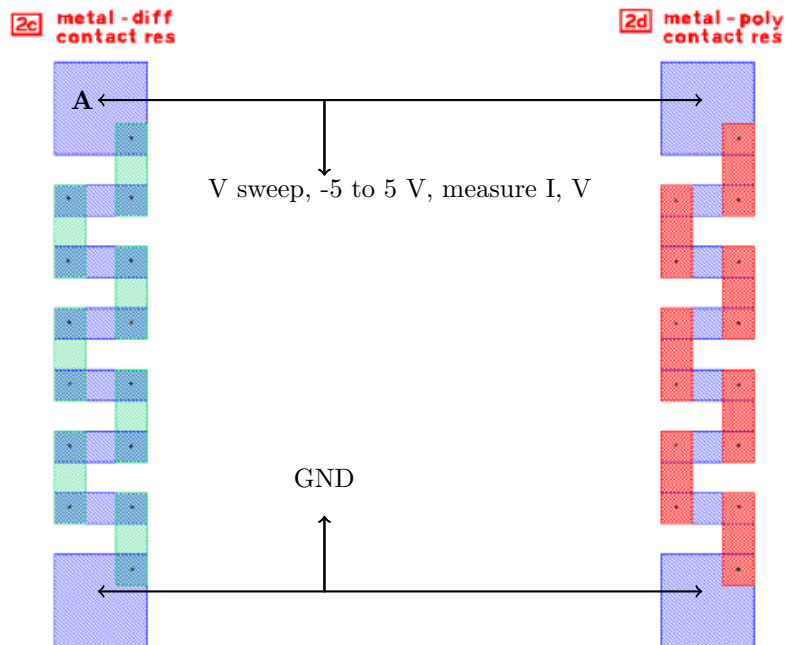 2c metal-diff
contact res
2d metal-poly
contact res
A
V sweep, -5 to 5 V, measure I, V
GND